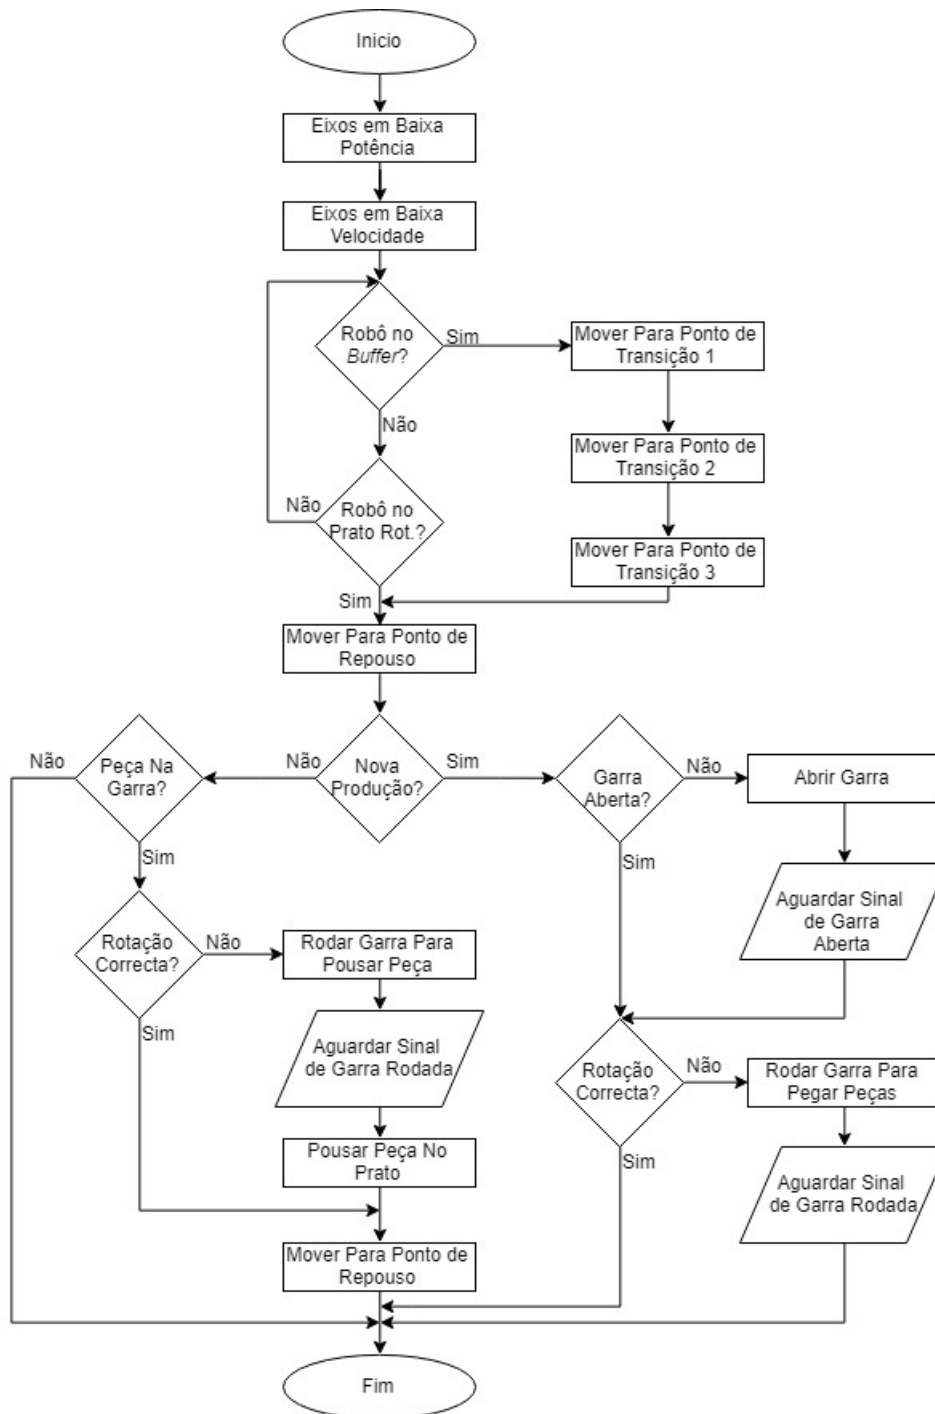 Inicio
Eixos em Baixa
Potência
Eixos em Baixa
Velocidade
Robô no
Buffer?
Sim
Mover Para Ponto de
Transição 1
Não
Mover Para Ponto de
Transição 2
Não
Robô no
Prato Rot.?
Mover Para Ponto de
Transição 3
Sim
Mover Para Ponto de
Repouso
Não
Peça Na
Garra?
Não
Nova
Produção?
Sim
Garra
Aberta?
Não
Abrir Garra
Sim
Sim
Aguardar Sinal
de Garra
Aberta
Rotação
Correcta?
Não
Rodar Garra Para
Pousar Peça
Sim
Aguardar Sinal
de Garra Rodada
Rotação
Correcta?
Não
Rodar Garra Para
Pegar Peças
Pousar Peça No
Prato
Sim
Aguardar Sinal
de Garra Rodada
Mover Para Ponto de
Repouso
Fim